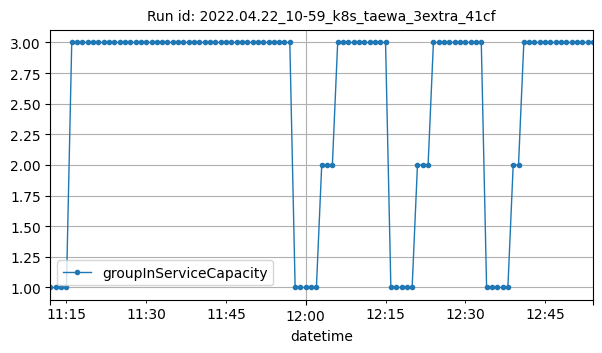 Run id: 2022.04.22_10-59_k8s_taewa_3extra_41cf
3.00
2.75
2.50
2.25
2.00
1.75
1.50
1.25
1.00
groupInServiceCapacity
11:15 11:30 11:45 12:00 12:15 12:30 12:45
datetime